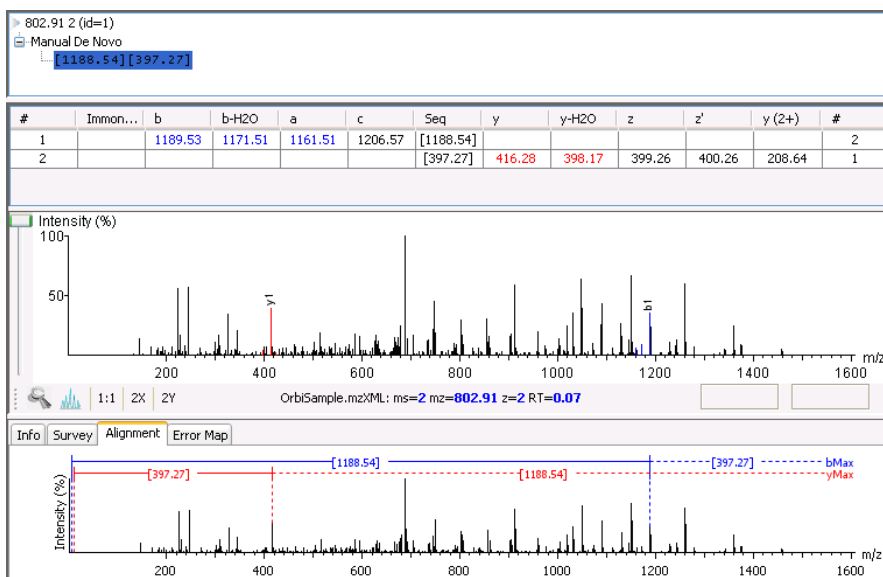 802.91 2 (id=1)
Manual De Novo
[1188.54][397.27]
# Immon... b b-H2O a c Seq y y-H2O z z' y (2+) #
1 1189.53 1171.51 1161.51 1206.57 [1188.54] 2
2 [397.27] 416.28 398.17 399.26 400.26 208.64 1
Intensity (%)
100
50
y1
b1
200 400 600 800 1000 1200 1400 1600 m/z
1:1 2X 2Y OrbiSample.mzXML: ms=2 mz=802.91 z=2 RT=0.07
Info Survey Alignment Error Map
[1188.54] [397.27] bMax
[397.27] [1188.54] yMax
Intensity (%)
200 400 600 800 1000 1200 1400 1600 m/z